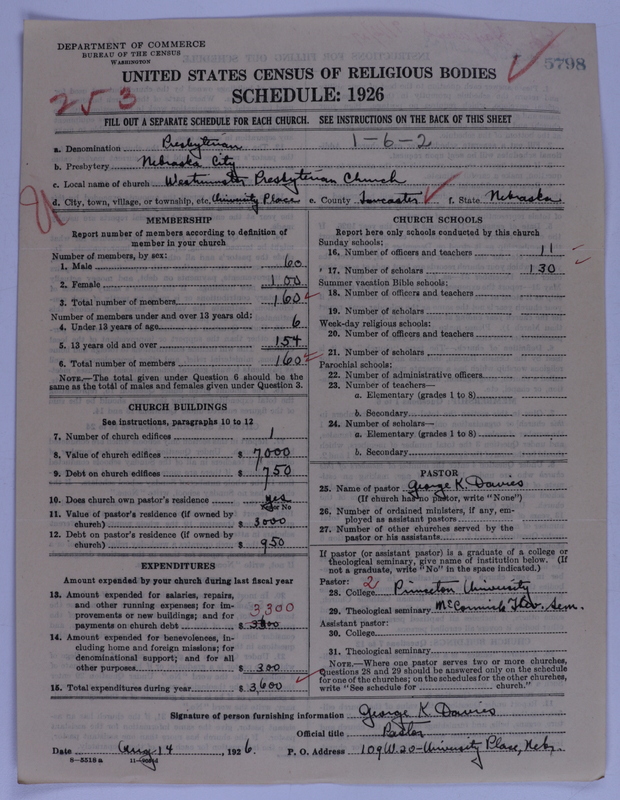 DEPARTMENT OF COMMERCE
BUREAU OF THE CENSUS
WASHINGTON
5798
UNITED STATES CENSUS OF RELIGIOUS BODIES
253
SCHEDULE: 1926
FILL OUT A SEPARATE SCHEDULE FOR EACH CHURCH. SEE INSTRUCTIONS ON THE BACK OF THIS SHEET
a. Denomination Presbyterian 1-6-2
b. Presbytery Nebraska City
c. Local name of church Westminster Presbyterian Church
d. City, town, village, or township, etc. University Place e. County Lancaster f. State Nebraska
MEMBERSHIP
Report number of members according to definition of
member in your church
Number of members, by sex:
1. Male 60
2. Female 100
3. Total number of members 160
Number of members under and over 13 years old:
4. Under 13 years of age 6
5. 13 years old and over 154
6. Total number of members 160
NOTE.—The total given under Question 6 should be the
same as the total of males and females given under Question 3.
CHURCH BUILDINGS
See instructions, paragraphs 10 to 12
7. Number of church edifices 1
8. Value of church edifices $ 7,000
9. Debt on church edifices $ 750
10. Does church own pastor's residence yes
Yes or No
11. Value of pastor's residence (if owned by
church) $ 3000
12. Debt on pastor's residence (if owned by
church) $ 950
EXPENDITURES
Amount expended by your church during last fiscal year
13. Amount expended for salaries, repairs,
and other running expenses; for im-
provements or new buildings; and for
payments on church debt $ 3,300
14. Amount expended for benevolences, in-
cluding home and foreign missions; for
denominational support; and for all
other purposes $ 300
15. Total expenditures during year $ 3,600
CHURCH SCHOOLS
Report here only schools conducted by this church
Sunday schools:
16. Number of officers and teachers 11
17. Number of scholars 130
Summer vacation Bible schools:
18. Number of officers and teachers
19. Number of scholars
Week-day religious schools:
20. Number of officers and teachers
21. Number of scholars
Parochial schools:
22. Number of administrative officers
23. Number of teachers—
a. Elementary (grades 1 to 8)
b. Secondary
24. Number of scholars—
a. Elementary (grades 1 to 8)
b. Secondary
PASTOR
25. Name of pastor George K. Davies
(If church has no pastor, write "None")
26. Number of ordained ministers, if any, em-
ployed as assistant pastors
27. Number of other churches served by the
pastor or his assistants
If pastor (or assistant pastor) is a graduate of a college or
theological seminary, give name of institution below. (If
not a graduate, write "No" in the space indicated.)
Pastor: 2
28. College Princeton University
29. Theological seminary McCormick Theo. Sem.
Assistant pastor:
30. College
31. Theological seminary
NOTE.—Where one pastor serves two or more churches,
Questions 28 and 29 should be answered only on the schedule
for one of the churches; on the schedules for the other churches,
write "See schedule for church."
Signature of person furnishing information George K. Davies
Official title Pastor
Date Aug 14, 1926. P. O. Address 109 W. 20 - University Place, Nebr.
8-5518 a